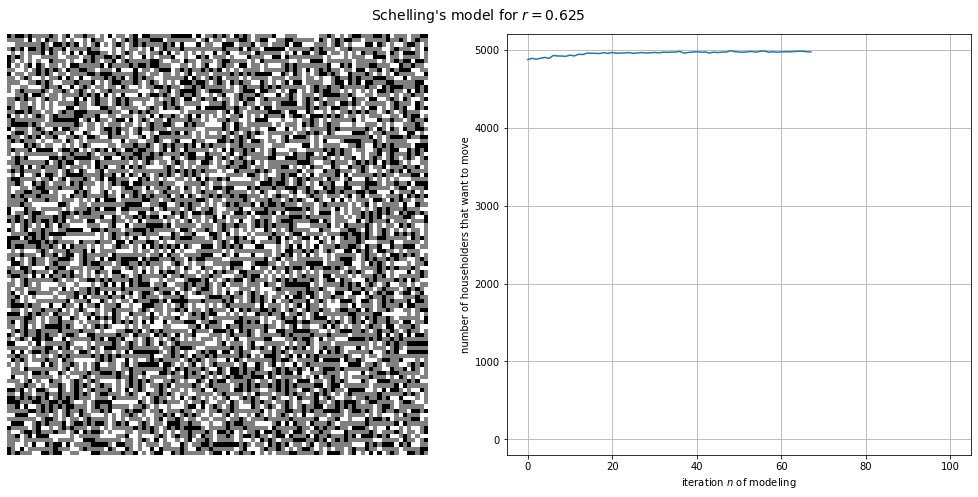 Schelling's model for r = 0.625
number of householders that want to move
5000
4000
3000
2000
1000
0
0 20 40 60 80 100
iteration n of modeling